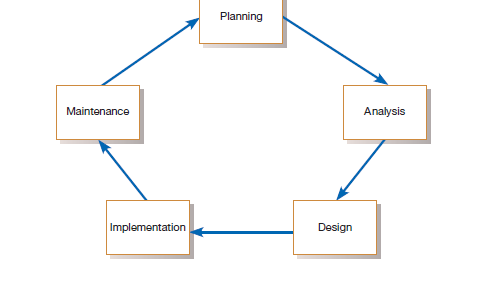 Planning
Maintenance
Analysis
Implementation
Design